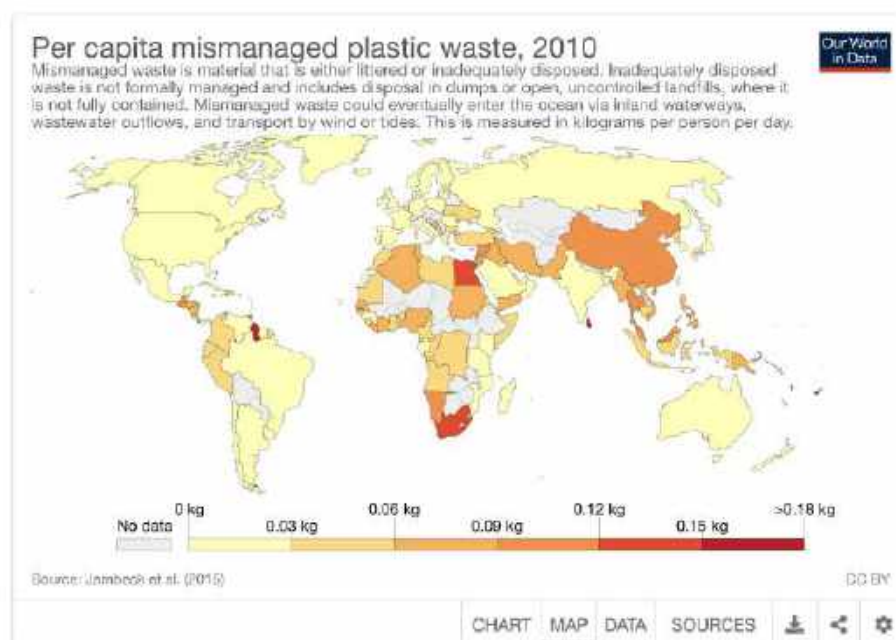 Per capita mismanaged plastic waste, 2010
Our World
in Data
Mismanaged waste is material that is either littered or inadequately disposed. Inadequately disposed
waste is not formally managed and includes disposal in dumps or open, uncontrolled landfills, where it
is not fully contained. Mismanaged waste could eventually enter the ocean via inland waterways,
wastewater outflows, and transport by wind or tides. This is measured in kilograms per person per day.
0 kg 0.06 kg 0.12 kg >0.18 kg
No data 0.03 kg 0.09 kg 0.15 kg
Source: Jambeck et al. (2015) CC BY
CHART MAP DATA SOURCES